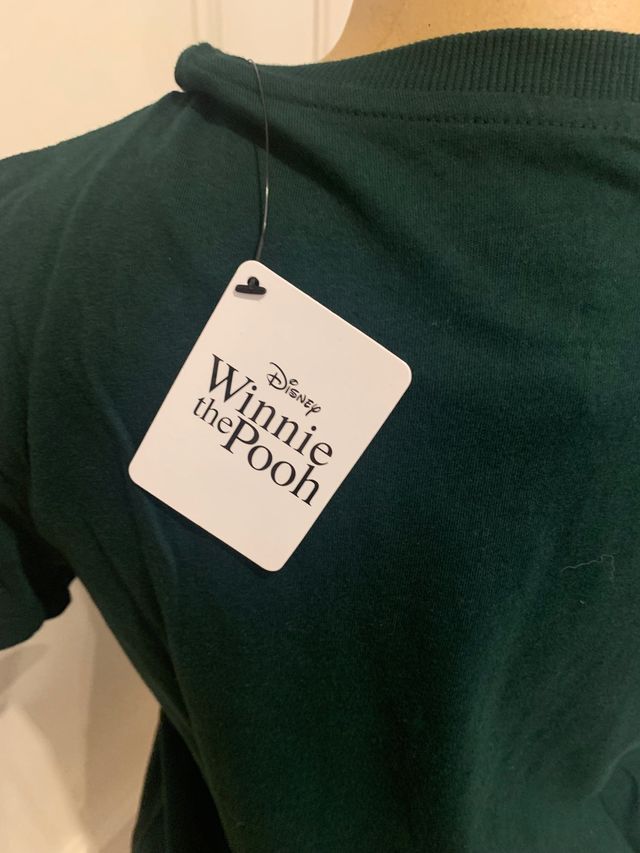 Disney
Winnie
the Pooh